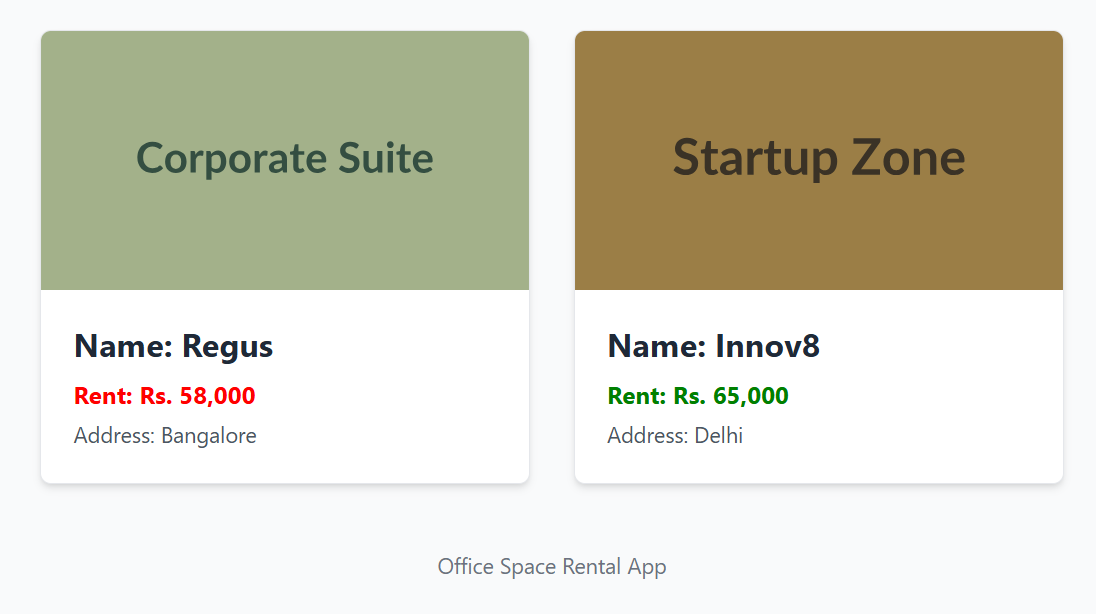 Corporate Suite
Name: Regus
Rent: Rs. 58,000
Address: Bangalore
Startup Zone
Name: Innov8
Rent: Rs. 65,000
Address: Delhi
Office Space Rental App